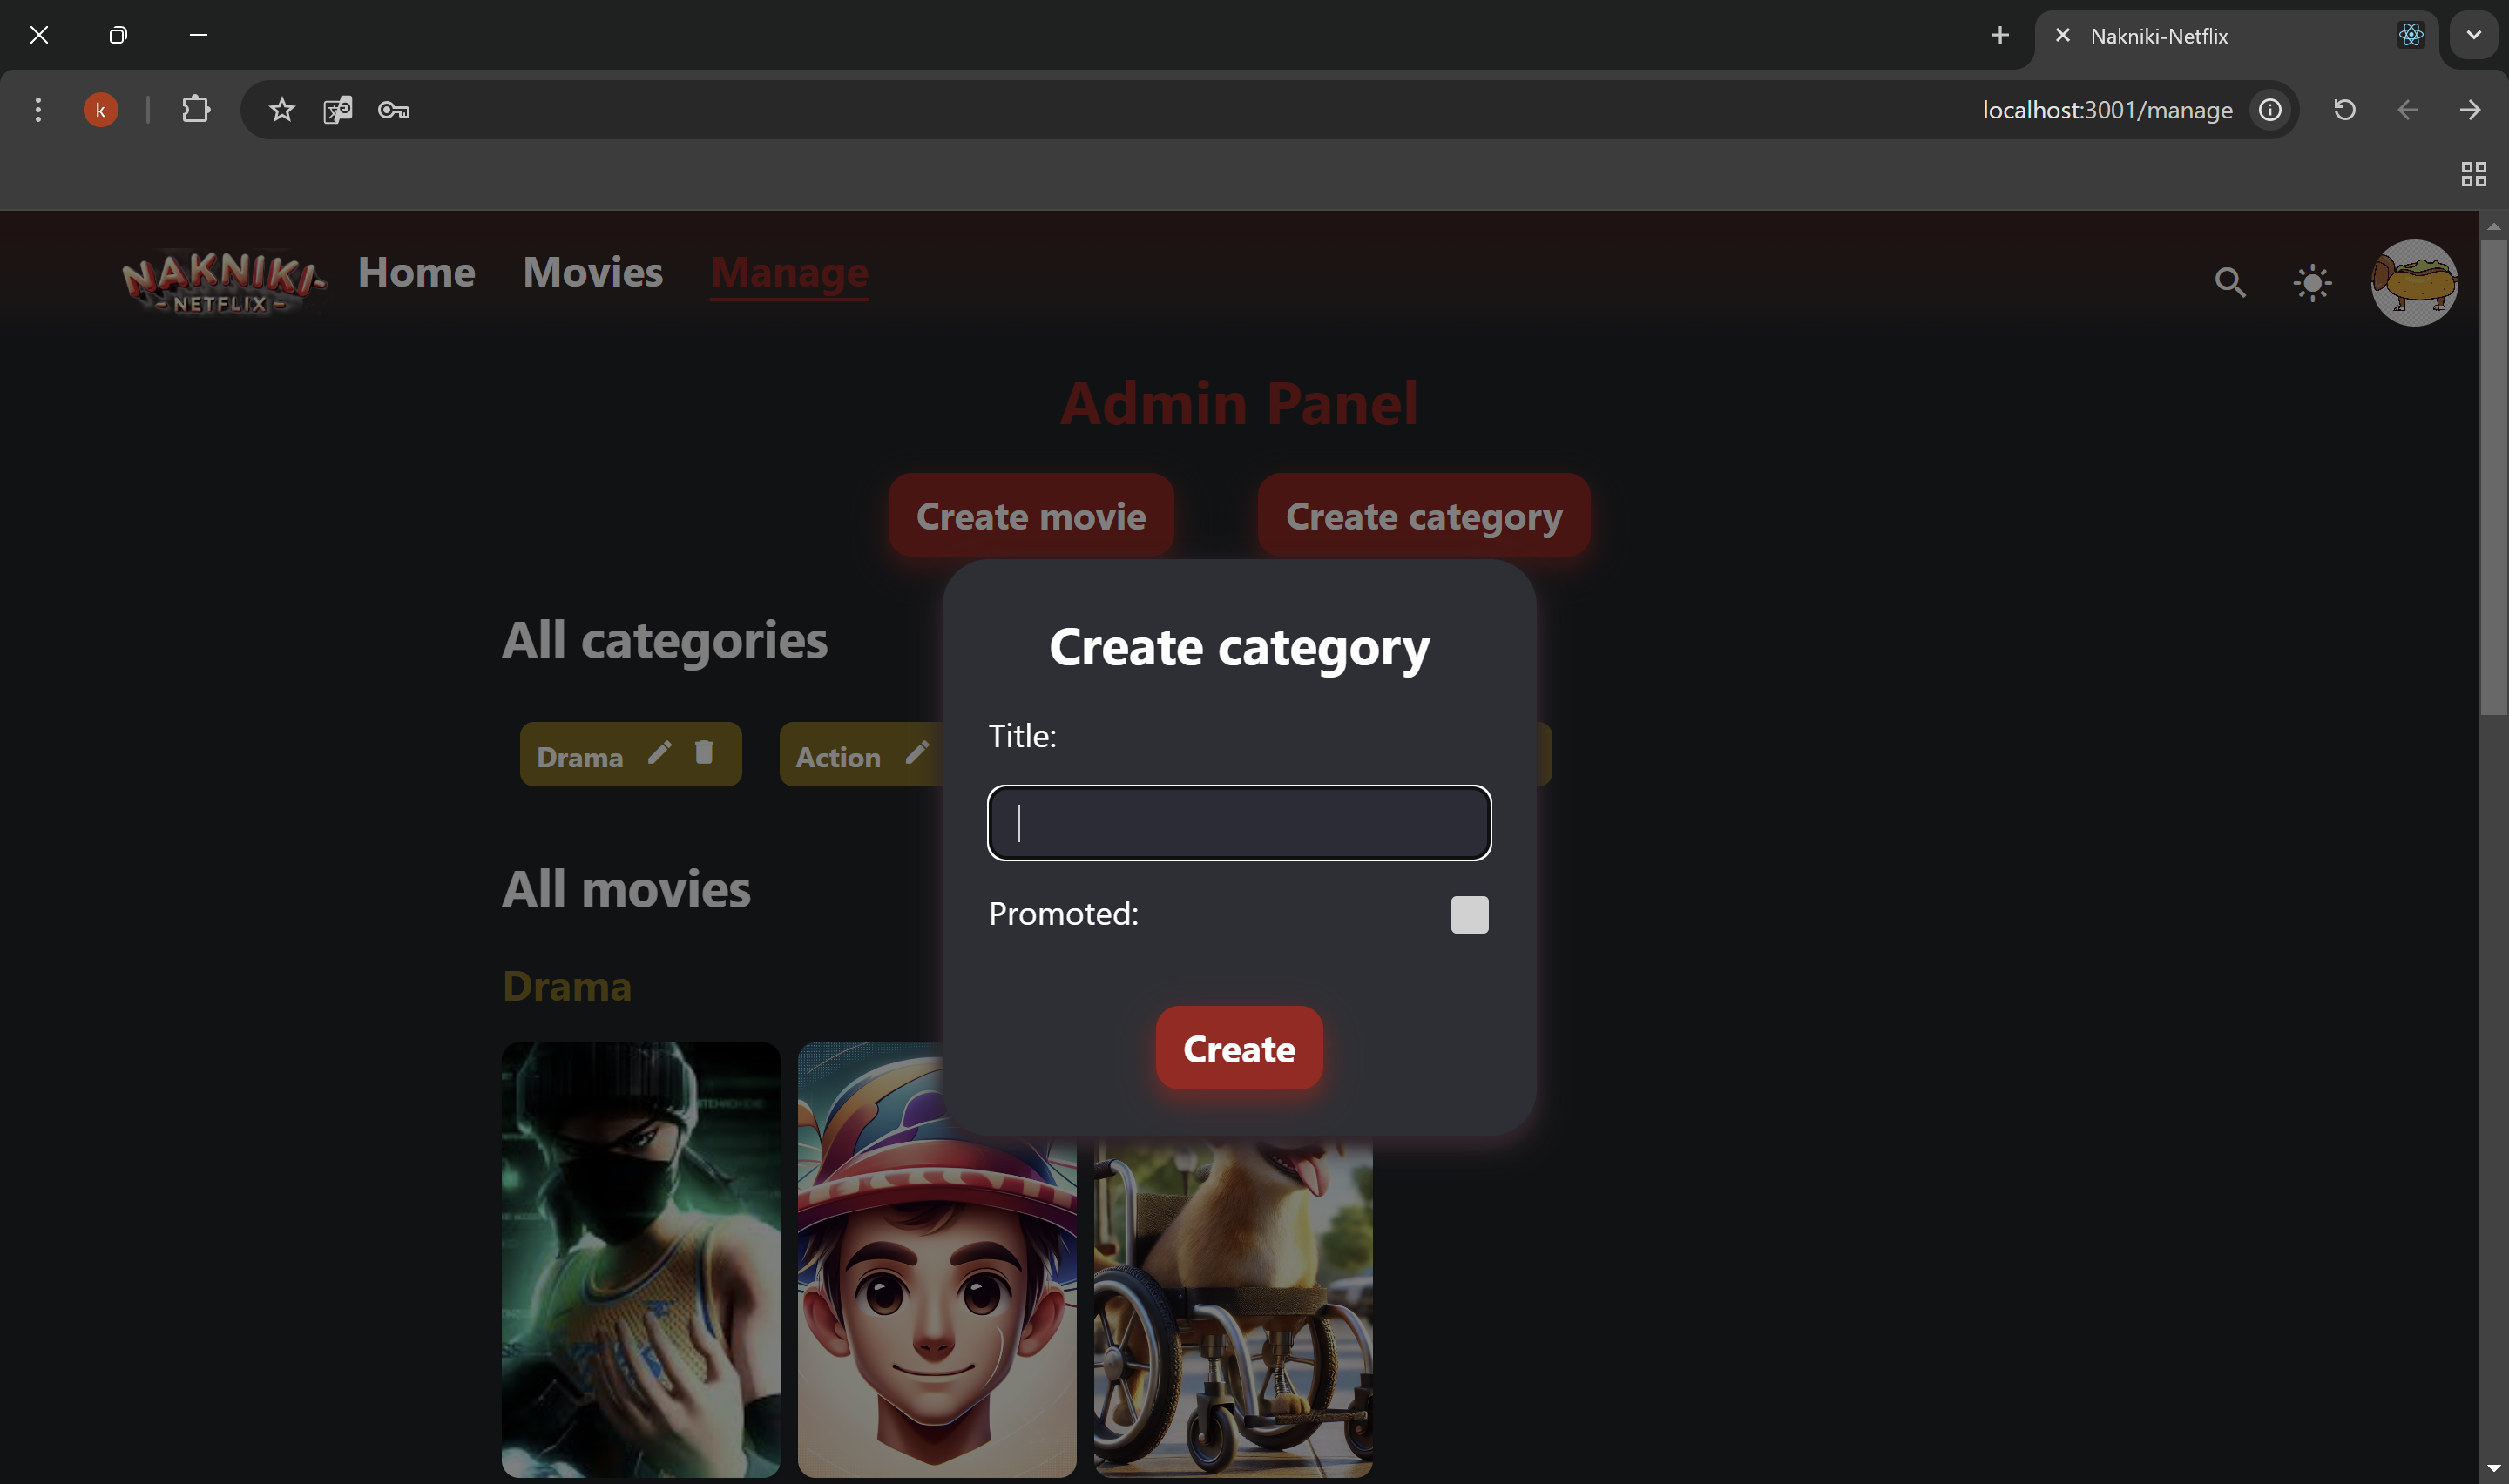 Nakniki-Netflix
k
localhost:3001/manage
NAKNIKI
-NETFLIX-
Home
Movies
Manage
Admin Panel
Create movie
Create category
All categories
Create category
Title:
Drama
Action
All movies
Promoted:
Drama
Create